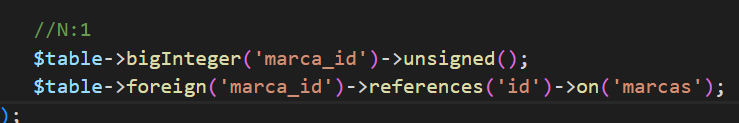 //N:1
$table->bigInteger('marca_id')->unsigned();
$table->foreign('marca_id')->references('id')->on('marcas');
);